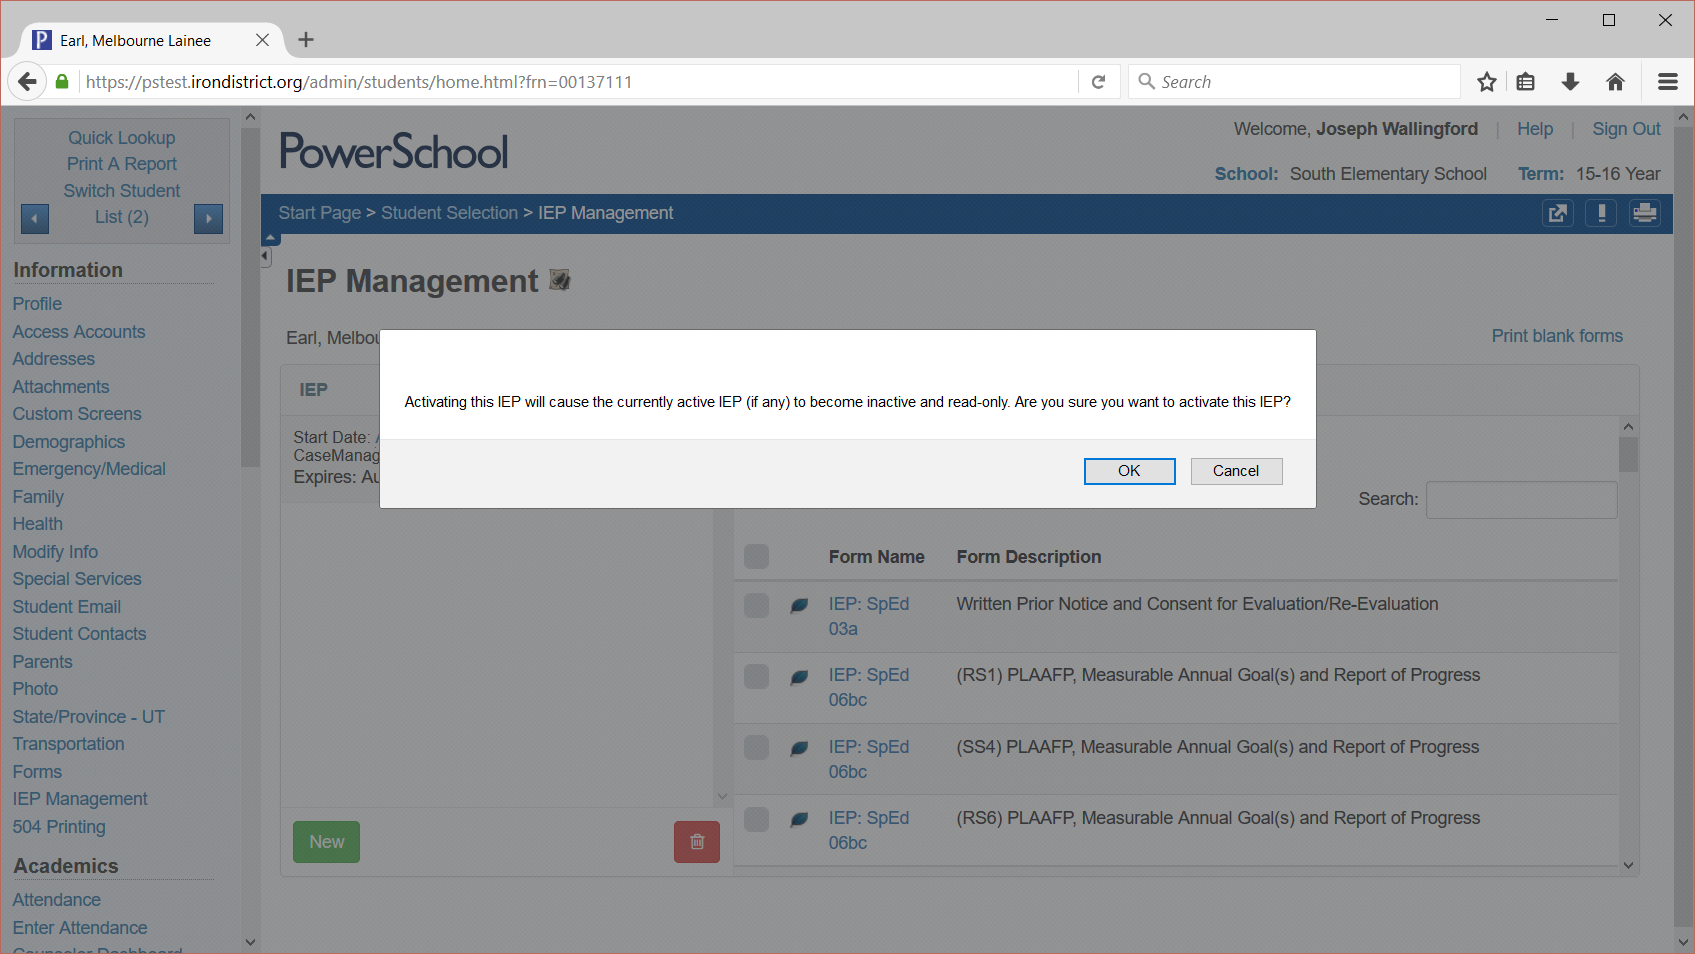 Earl, Melbourne Lainee
https://pstest.irondistrict.org/admin/students/home.html?frn=00137111
Search
Quick Lookup
Print A Report
Switch Student
List (2)
Information
Profile
Access Accounts
Addresses
Attachments
Custom Screens
Demographics
Emergency/Medical
Family
Health
Modify Info
Special Services
Student Email
Student Contacts
Parents
Photo
State/Province - UT
Transportation
Forms
IEP Management
504 Printing
Academics
Attendance
Enter Attendance
Counselor Dashboard
PowerSchool
Welcome, Joseph Wallingford | Help | Sign Out
School: South Elementary School Term: 15-16 Year
Start Page > Student Selection > IEP Management
IEP Management
Earl, Melbou
Print blank forms
IEP
Start Date:
CaseManag
Expires: Au
Activating this IEP will cause the currently active IEP (if any) to become inactive and read-only. Are you sure you want to activate this IEP?
OK Cancel
Search:
Form Name Form Description
IEP: SpEd Written Prior Notice and Consent for Evaluation/Re-Evaluation
03a
IEP: SpEd (RS1) PLAAFP, Measurable Annual Goal(s) and Report of Progress
06bc
IEP: SpEd (SS4) PLAAFP, Measurable Annual Goal(s) and Report of Progress
06bc
IEP: SpEd (RS6) PLAAFP, Measurable Annual Goal(s) and Report of Progress
06bc
New